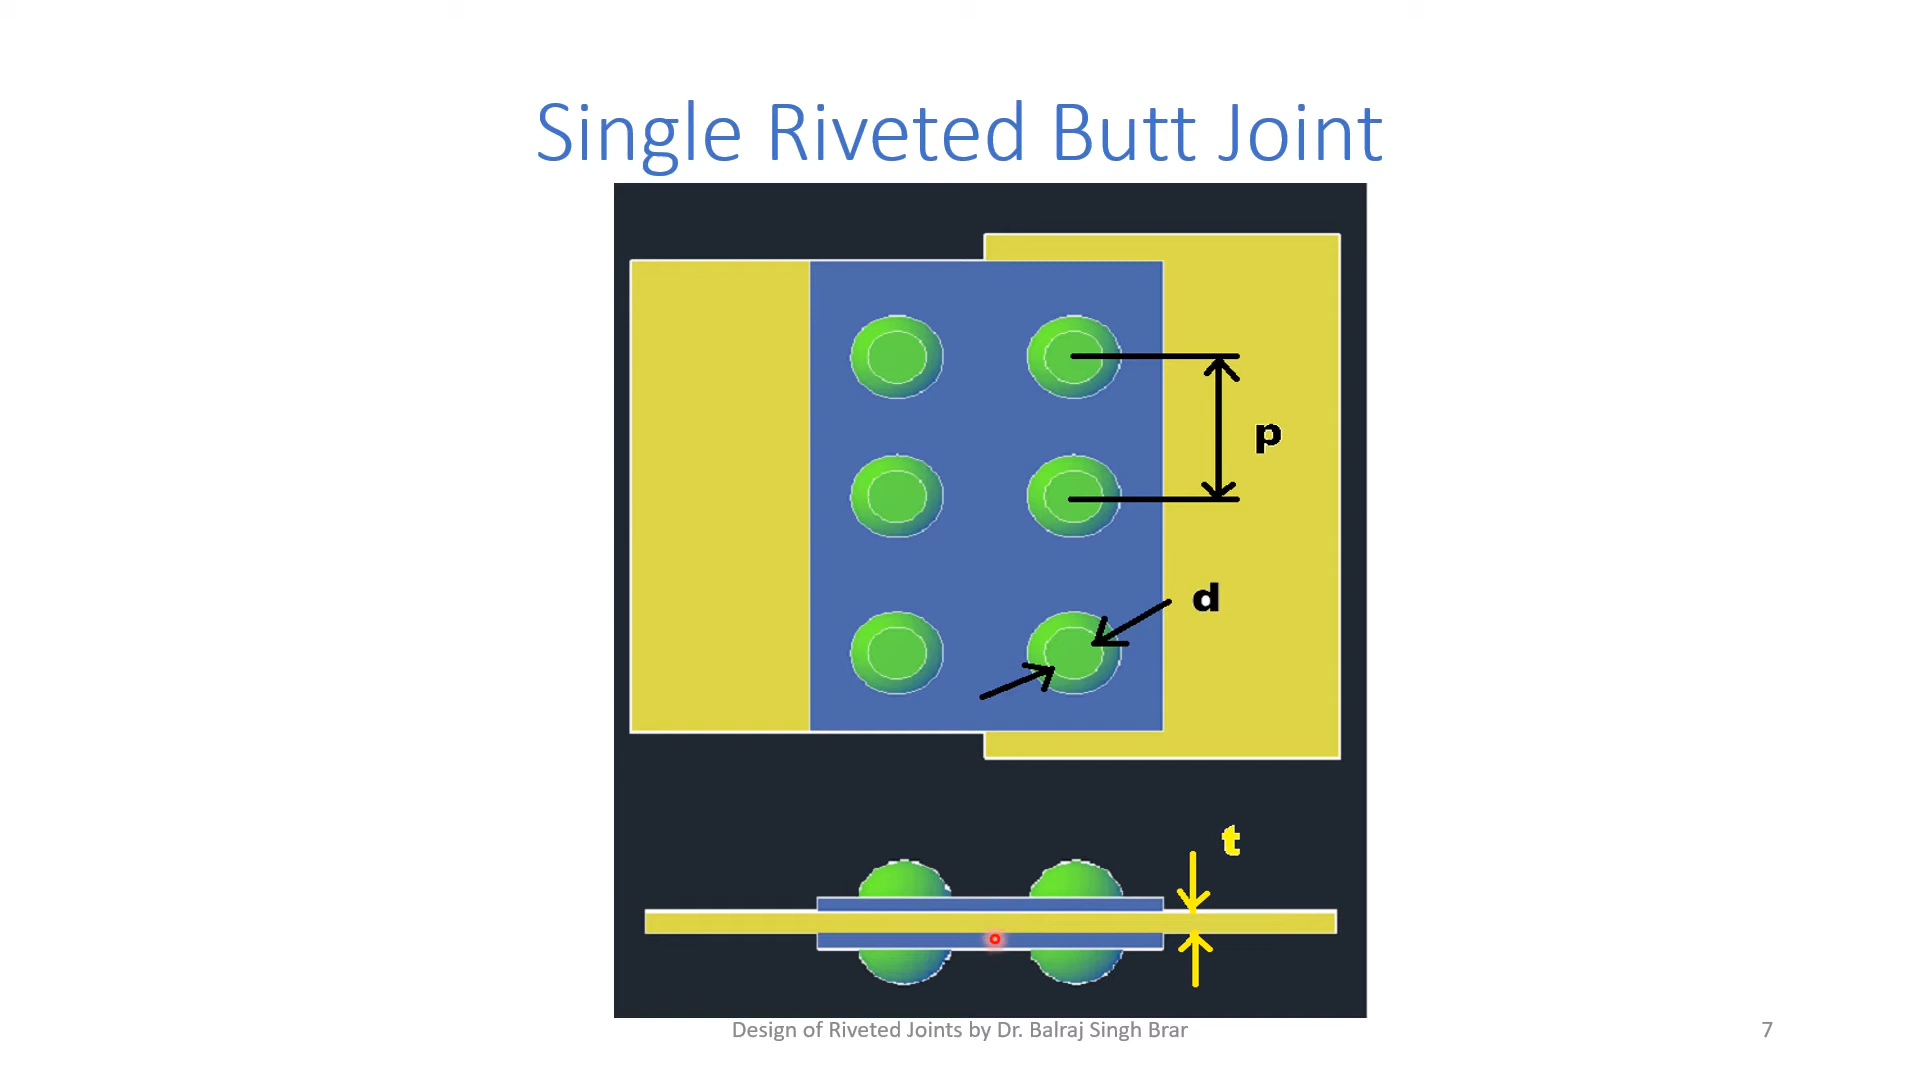 Single Riveted Butt Joint
p
d
t
Design of Riveted Joints by Dr. Balraj Singh Brar
7